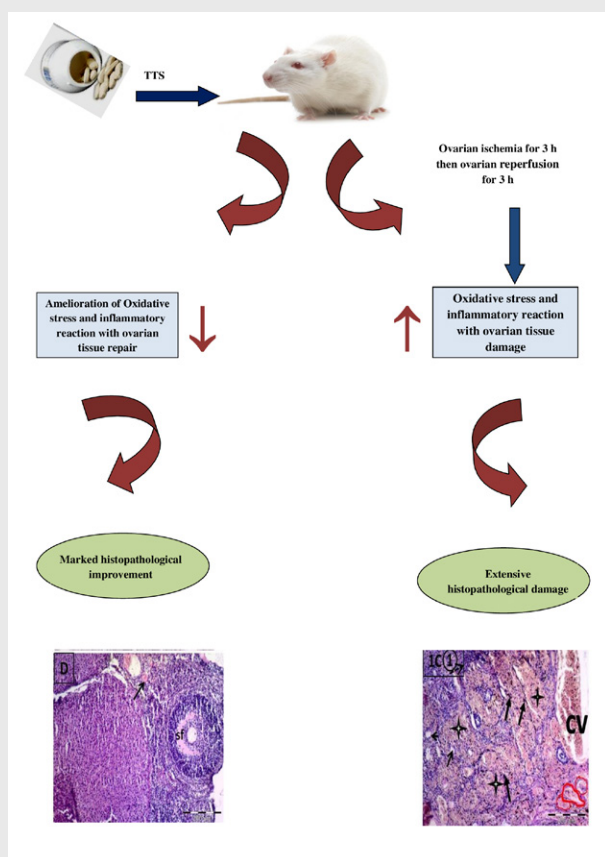 TTS
Ovarian ischemia for 3 h
then ovarian reperfusion
for 3 h
Amelioration of Oxidative
stress and inflammatory
reaction with ovarian
tissue repair
Oxidative stress and
inflammatory reaction
with ovarian tissue
damage
Marked histopathological
improvement
Extensive
histopathological damage
D
sf
1C
1
CV